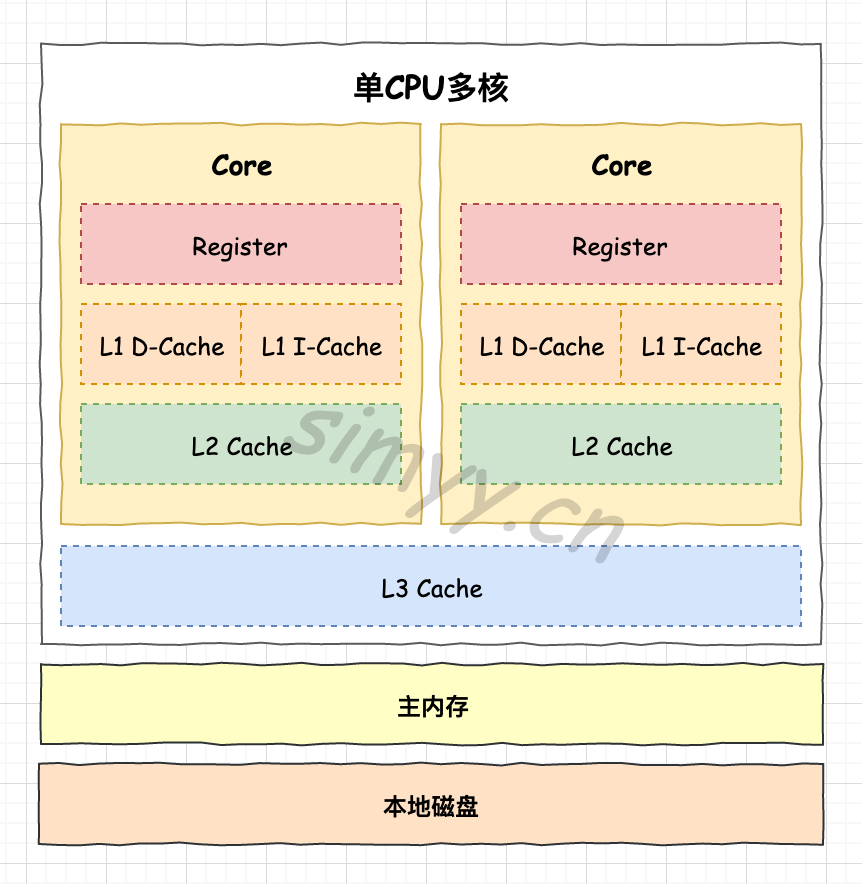 单CPU多核
Core
Core
Register
Register
L1 D-Cache
L1 I-Cache
L1 D-Cache
L1 I-Cache
L2 Cache
L2 Cache
simyy.cn
L3 Cache
主内存
本地磁盘